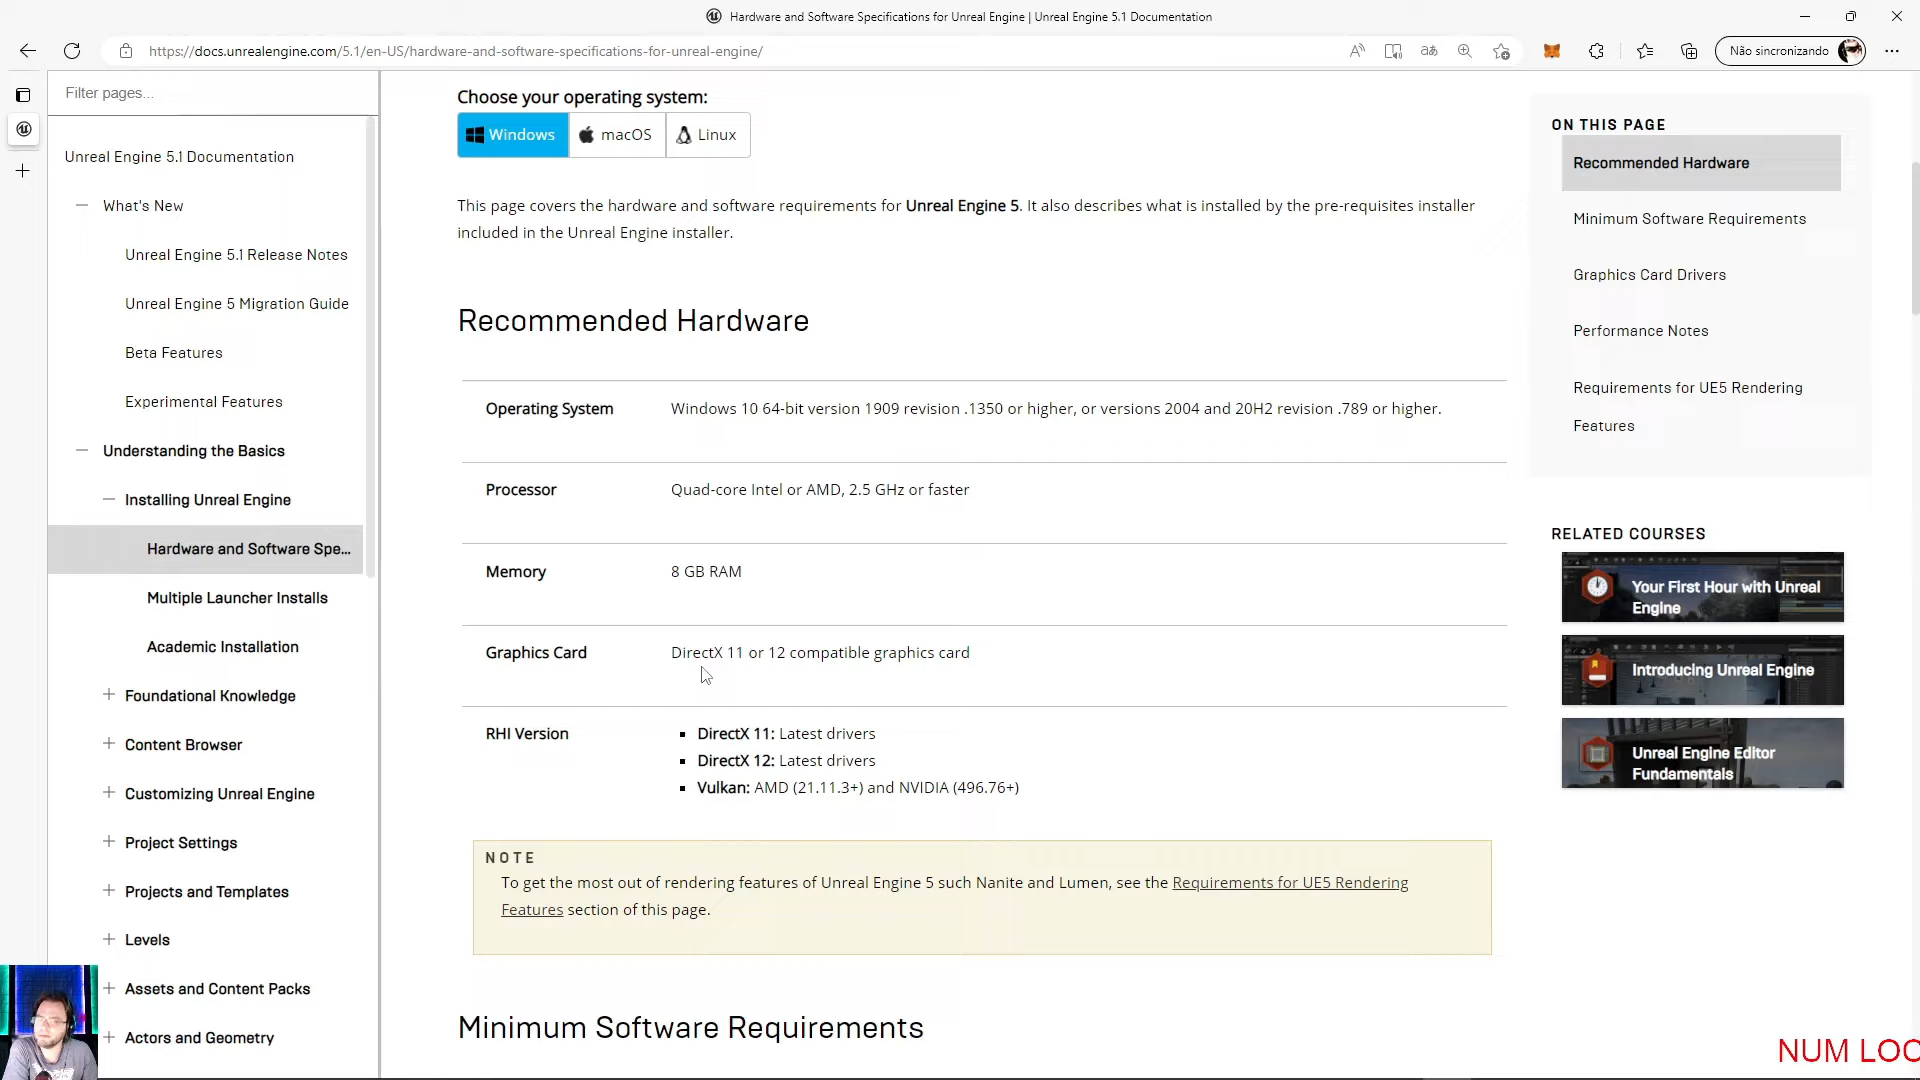 Hardware and Software Specifications for Unreal Engine | Unreal Engine 5.1 Documentation
https://docs.unrealengine.com/5.1/en-US/hardware-and-software-specifications-for-unreal-engine/
Não sincronizando
Filter pages...
Unreal Engine 5.1 Documentation
What's New
Unreal Engine 5.1 Release Notes
Unreal Engine 5 Migration Guide
Beta Features
Experimental Features
Understanding the Basics
Installing Unreal Engine
Hardware and Software Spe...
Multiple Launcher Installs
Academic Installation
Foundational Knowledge
Content Browser
Customizing Unreal Engine
Project Settings
Projects and Templates
Levels
Assets and Content Packs
Actors and Geometry
Choose your operating system:
Windows macOS Linux
This page covers the hardware and software requirements for Unreal Engine 5. It also describes what is installed by the pre-requisites installer
included in the Unreal Engine installer.
Recommended Hardware
Operating System Windows 10 64-bit version 1909 revision .1350 or higher, or versions 2004 and 20H2 revision .789 or higher.
Processor Quad-core Intel or AMD, 2.5 GHz or faster
Memory 8 GB RAM
Graphics Card DirectX 11 or 12 compatible graphics card
RHI Version
DirectX 11: Latest drivers
DirectX 12: Latest drivers
Vulkan: AMD (21.11.3+) and NVIDIA (496.76+)
NOTE
To get the most out of rendering features of Unreal Engine 5 such Nanite and Lumen, see the Requirements for UE5 Rendering
Features section of this page.
Minimum Software Requirements
ON THIS PAGE
Recommended Hardware
Minimum Software Requirements
Graphics Card Drivers
Performance Notes
Requirements for UE5 Rendering
Features
RELATED COURSES
Your First Hour with Unreal
Engine
Introducing Unreal Engine
Unreal Engine Editor
Fundamentals
NUM LOC